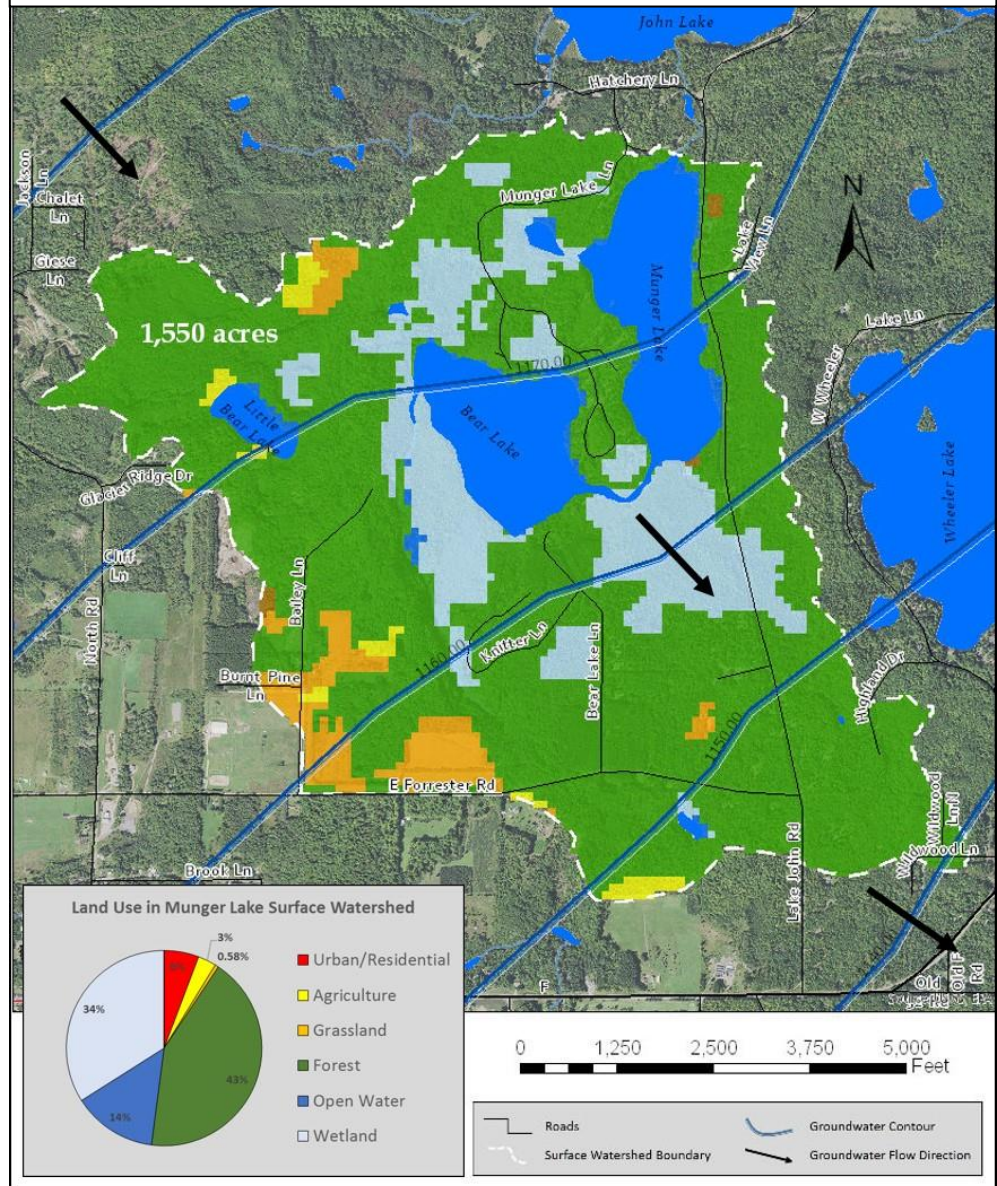 John Lake
Hatchery Ln
Jackson
Ln
Chalet
Ln
Giese
Ln
Munger Lake Ln
N
Lake
View Ln
Munger Lake
1,550 acres
Lake Ln
W Wheeler
1170.00
Little
Bear Lake
Bear Lake
Wheeler Lake
Glacier Ridge Dr
Cliff
Ln
North Rd
Bailey Ln
1160.00
Knitter Ln
Bear Lake Ln
Burnt Pine
Ln
Highland Dr
1150.00
E Forrester Rd
Wildwood
Ln N
Wildwood Ln
Lake John Rd
Brook Ln
F
Old
Old F
Rd
Land Use in Munger Lake Surface Watershed
3%
0.58%
34%
43%
14%
Urban/Residential
Agriculture
Grassland
Forest
Open Water
Wetland
0 1,250 2,500 3,750 5,000
Feet
Roads
Groundwater Contour
Surface Watershed Boundary
Groundwater Flow Direction